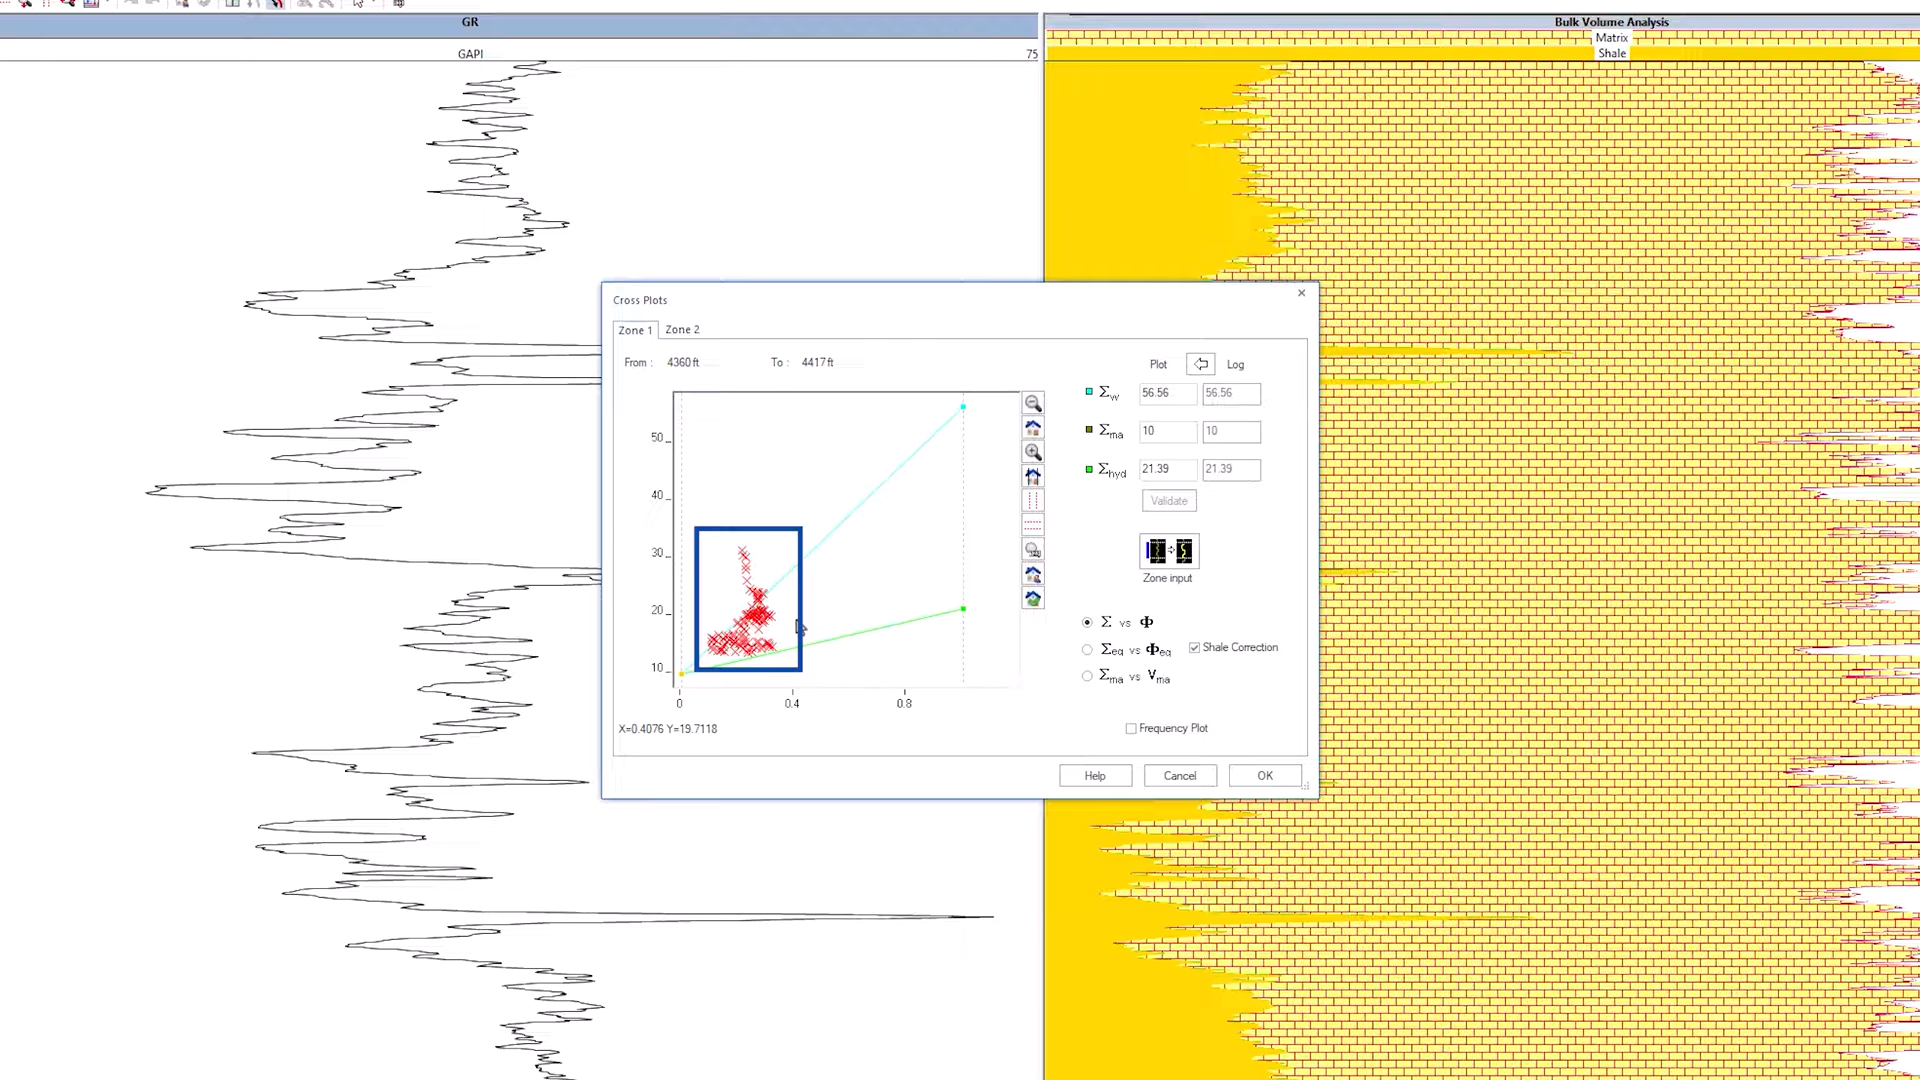 GR
Bulk Volume Analysis
Matrix
GAPI
75
Shale
Cross Plots
Zone 1
Zone 2
From :
4360 ft
To :
4417 ft
Plot
Log
Σw
56.56
56.56
Σma
10
10
Σhyd
21.39
21.39
Validate
Zone input
50
40
30
20
10
0
0.4
0.8
Σ vs Φ
Σeq vs Φeq
Shale Correction
Σma vs Vma
X=0.4076 Y=19.7118
Frequency Plot
Help
Cancel
OK